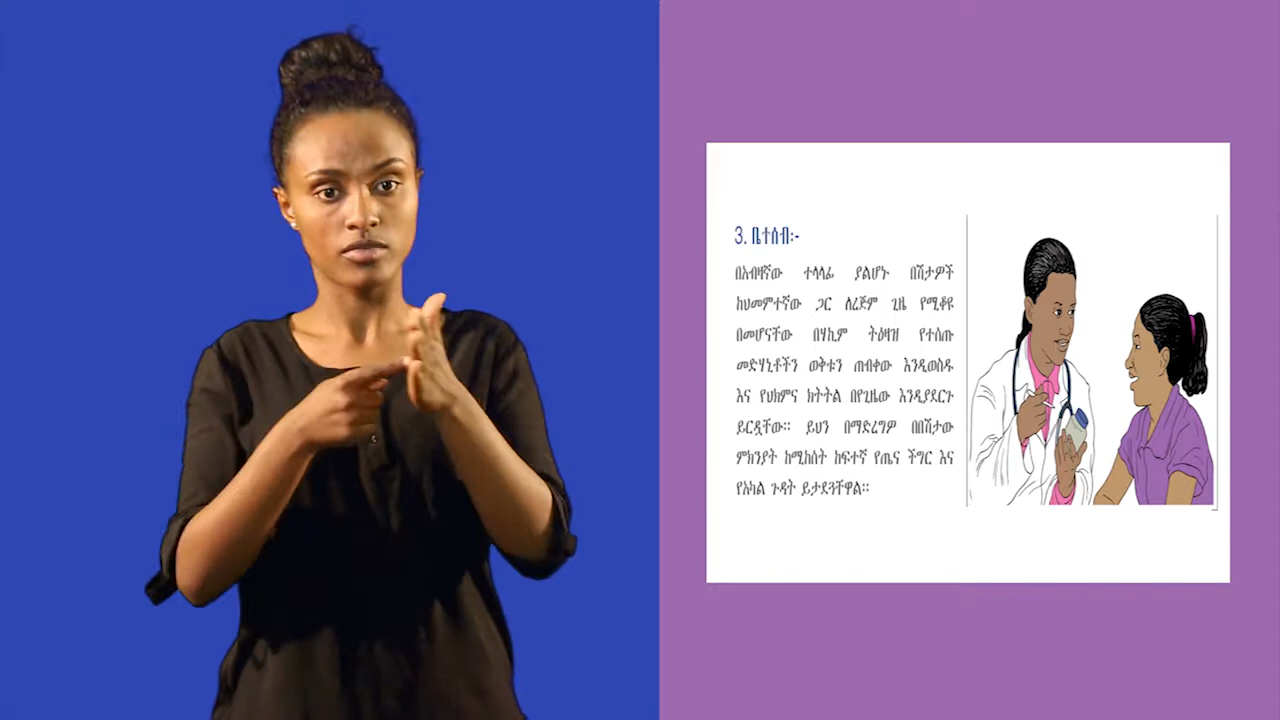 3. ቤተሰብ፡-
በአብዛኛው ተላላፊ ያልሆኑ በሽታዎች
ከህመምተኛው ጋር ለረጅም ጊዜ የሚቆዩ
በመሆናቸው በሃኪም ትዕዛዝ የተሰጡ
መድሃኒቶችን ወቅቱን ጠብቀው እንዲወስዱ
እና የህክምና ክትትል በየጊዜው እንዲያደርጉ
ይርዷቸው፡፡ ይህን በማድረግዎ በበሽታው
ምክንያት ከሚከሰት ከፍተኛ የጤና ችግር እና
የአካል ጉዳት ይታደጓቸዋል፡፡